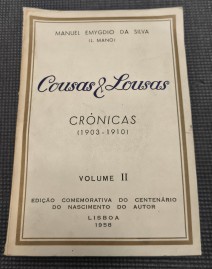 MANUEL EMYGDIO DA SILVA
(L. MANO)
Cousas & Lousas
CRÓNICAS
(1903-1910)
VOLUME II
EDIÇÃO COMEMORATIVA DO CENTENÁRIO
DO NASCIMENTO DO AUTOR
LISBOA
1958